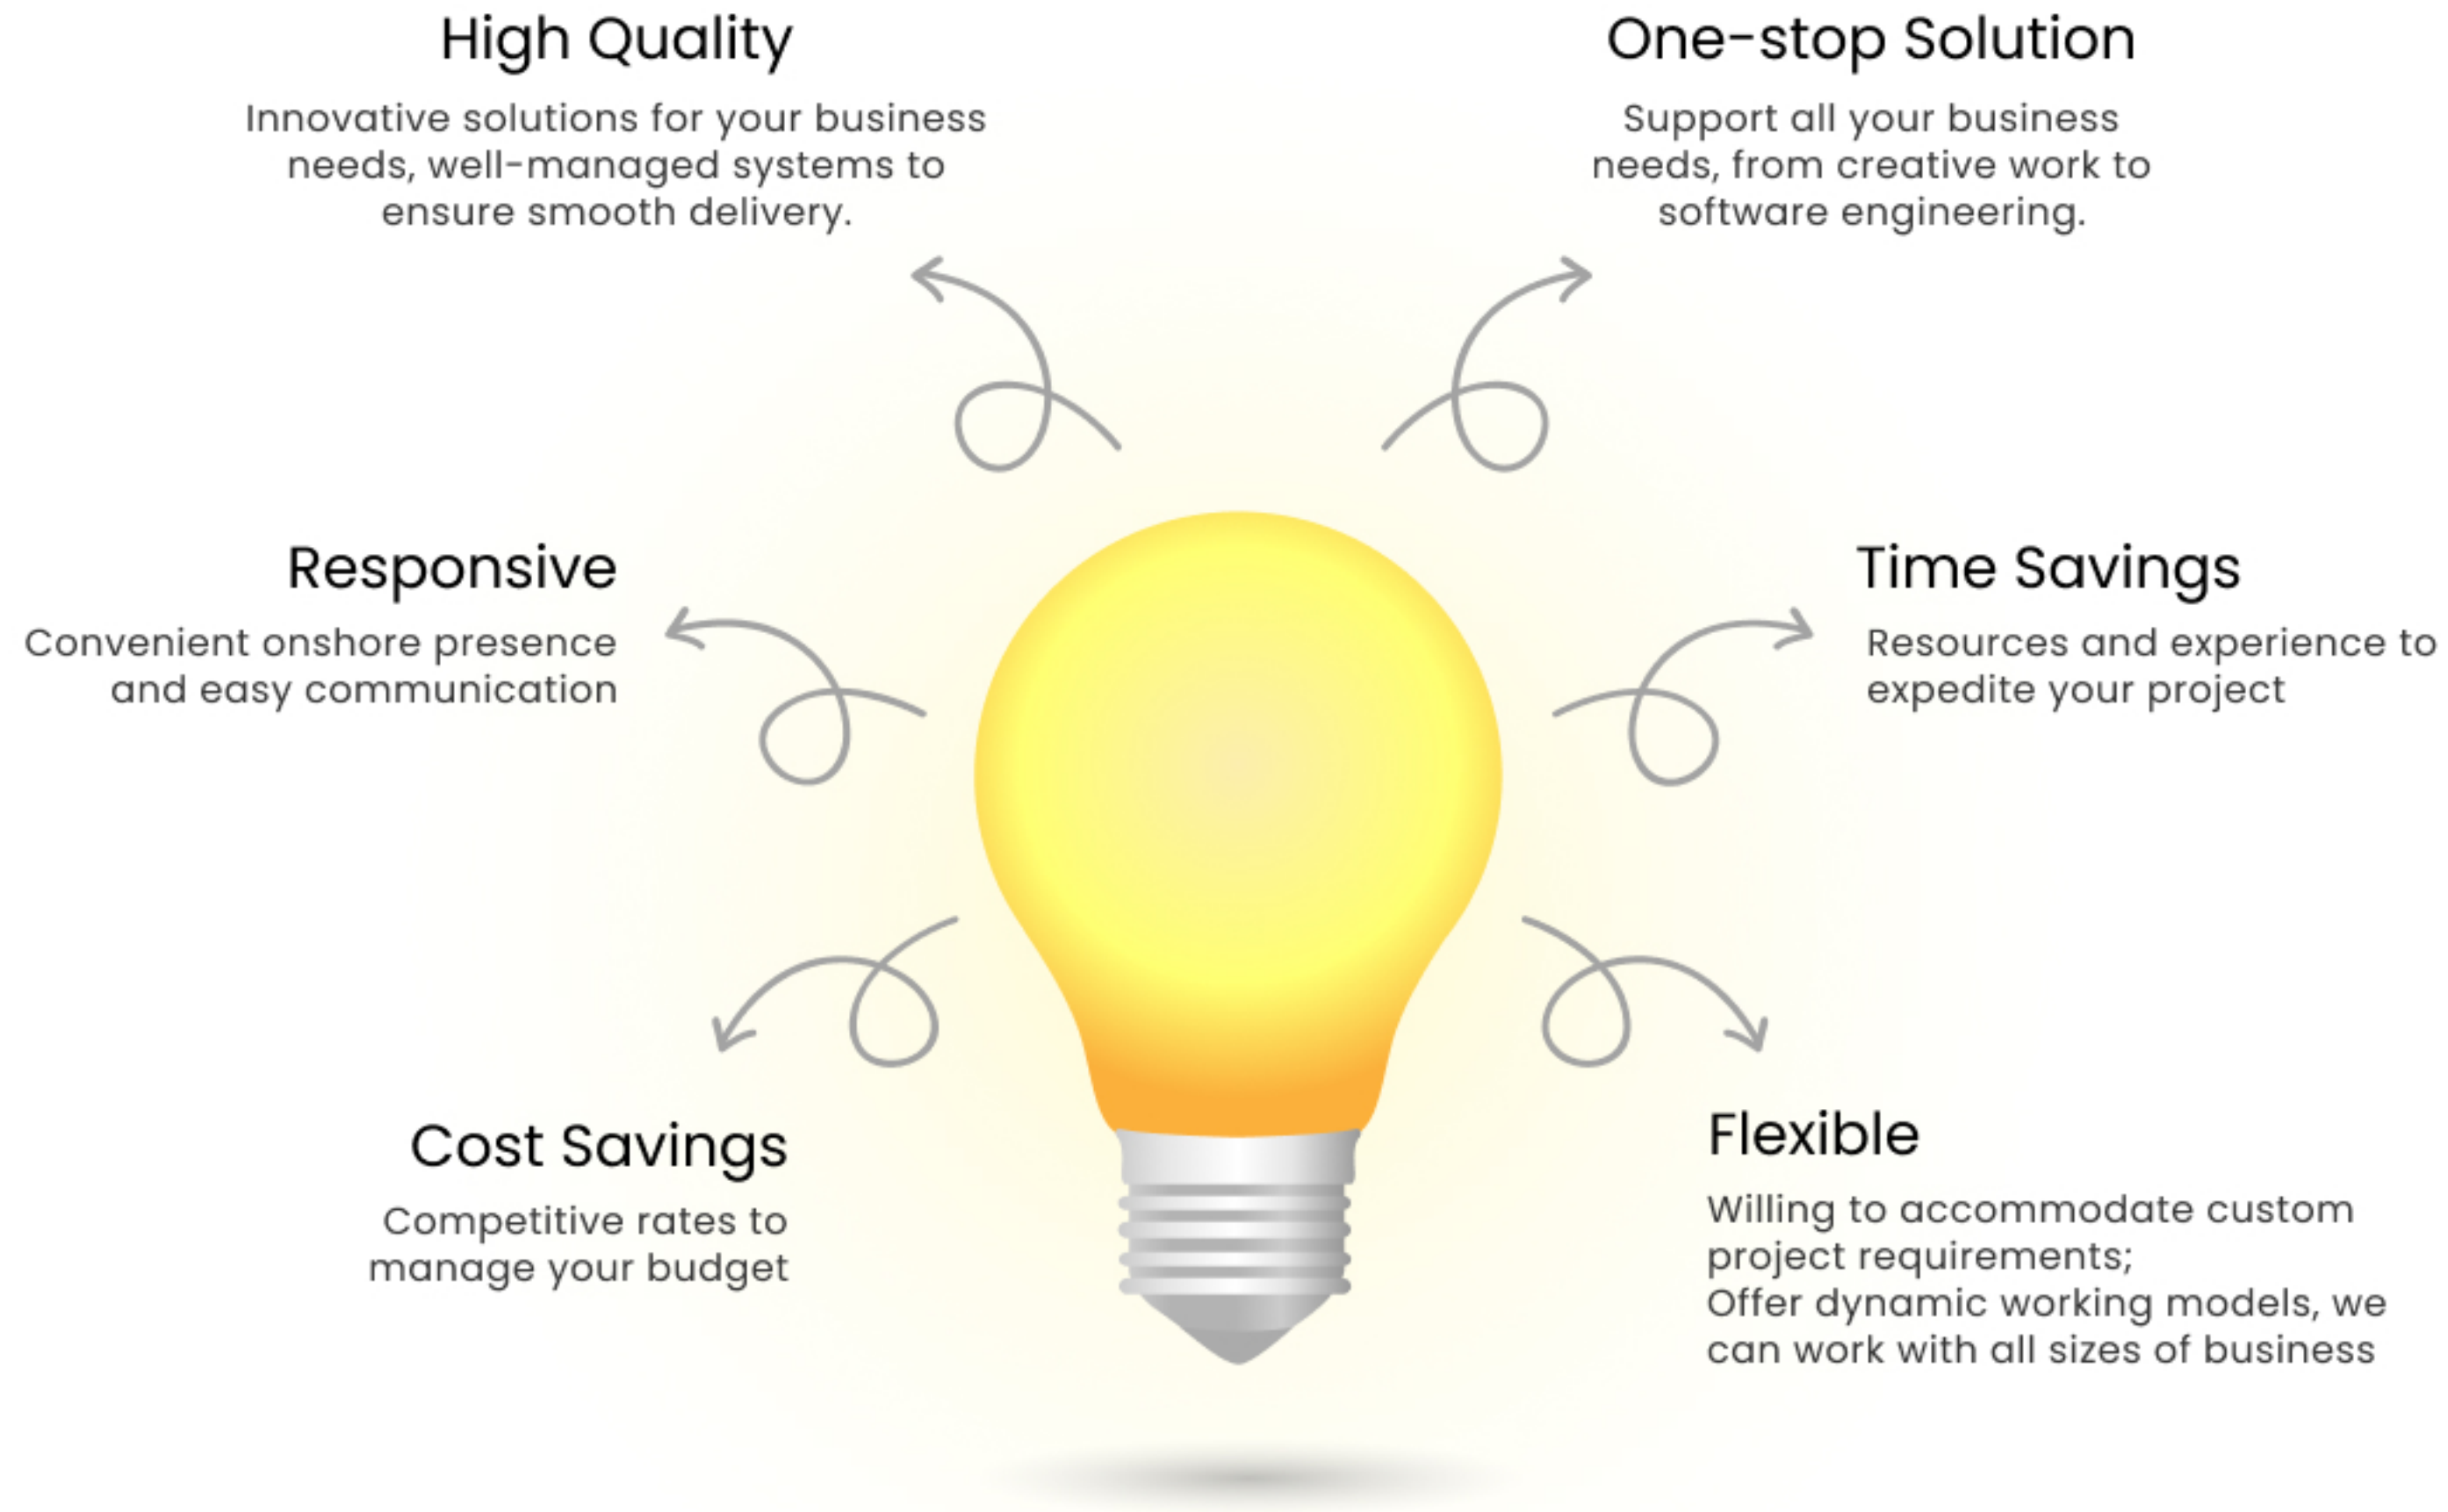 High Quality
Innovative solutions for your business
needs, well-managed systems to
ensure smooth delivery.
One-stop Solution
Support all your business
needs, from creative work to
software engineering.
Responsive
Convenient onshore presence
and easy communication
Time Savings
Resources and experience to
expedite your project
Cost Savings
Competitive rates to
manage your budget
Flexible
Willing to accommodate custom
project requirements;
Offer dynamic working models, we
can work with all sizes of business